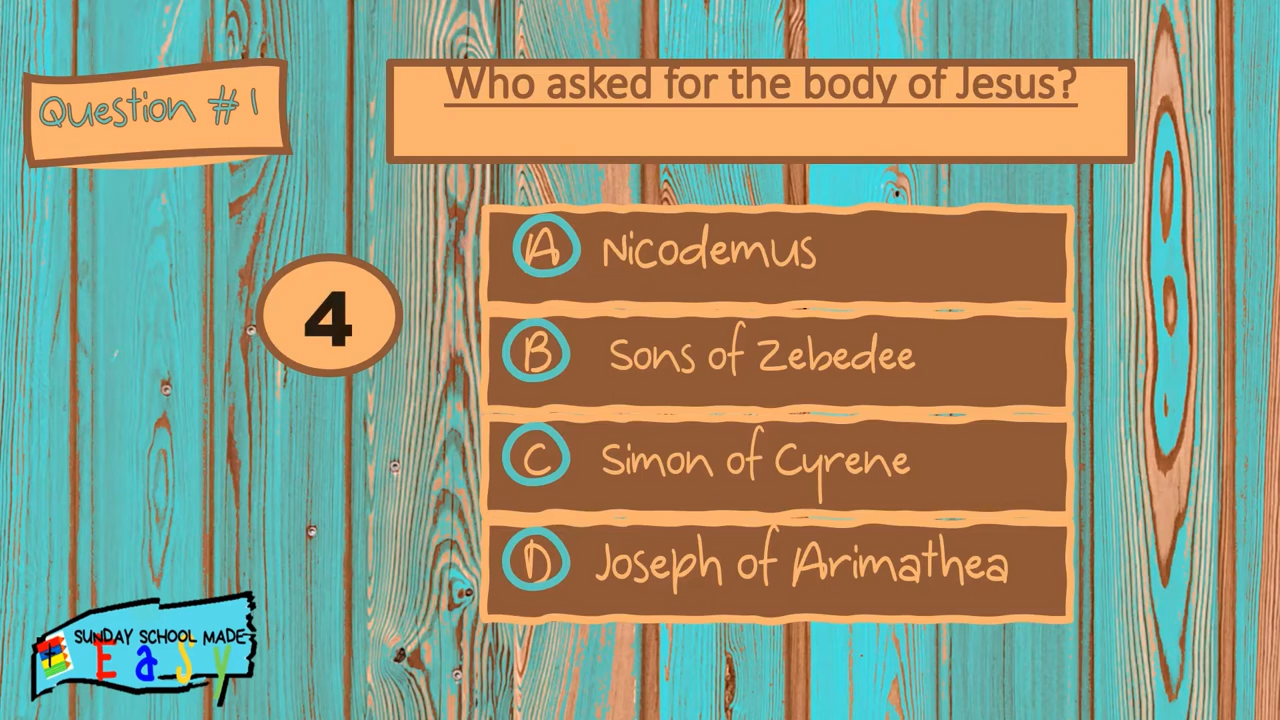 Question #1
Who asked for the body of Jesus?
4
A Nicodemus
B Sons of Zebedee
C Simon of Cyrene
D Joseph of Arimathea
SUNDAY SCHOOL MADE
Easy